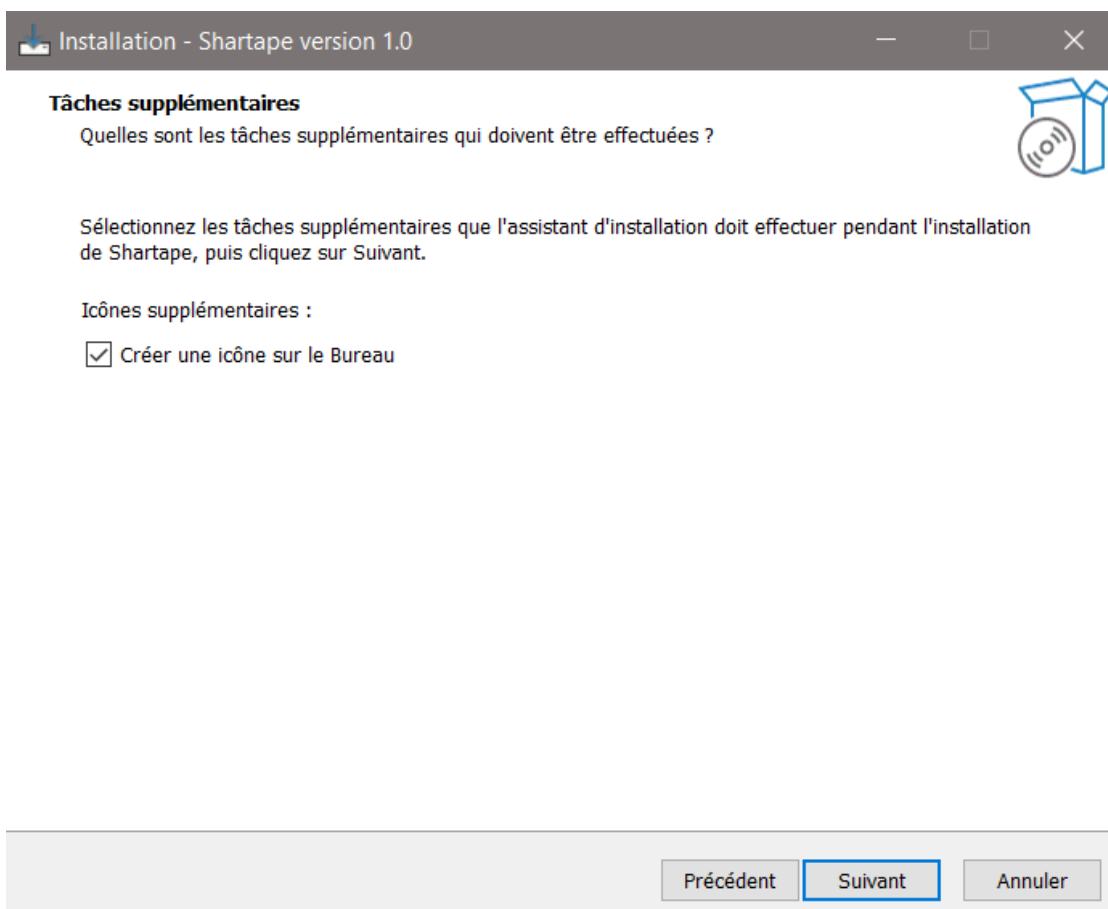 Installation - Shartape version 1.0
Tâches supplémentaires
Quelles sont les tâches supplémentaires qui doivent être effectuées ?
Sélectionnez les tâches supplémentaires que l'assistant d'installation doit effectuer pendant l'installation
de Shartape, puis cliquez sur Suivant.
Icônes supplémentaires :
Créer une icône sur le Bureau
Précédent Suivant Annuler